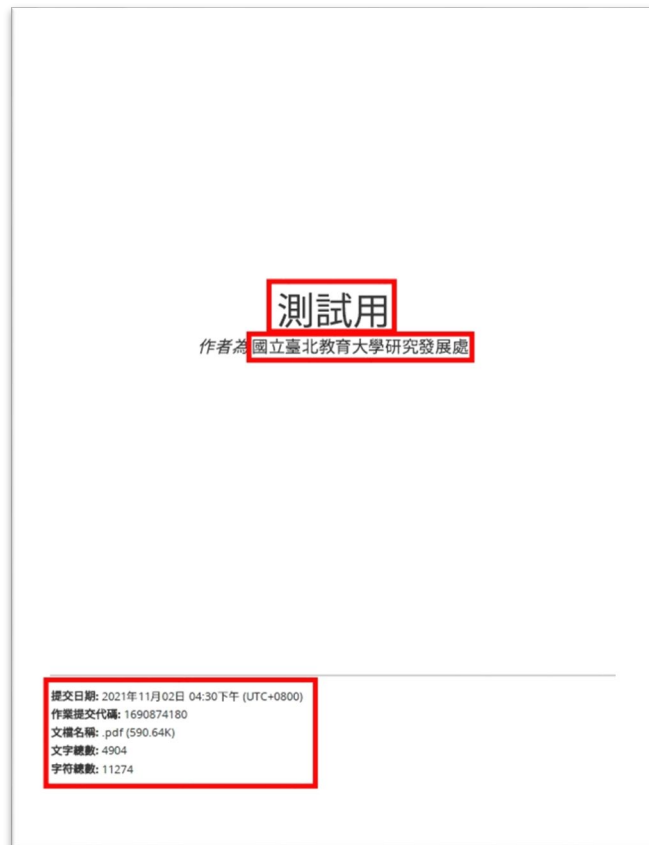 測試用
作者為 國立臺北教育大學研究發展處
提交日期: 2021年11月02日 04:30下午 (UTC+0800)
作業提交代碼: 1690874180
文檔名稱: .pdf (590.64K)
文字總數: 4904
字符總數: 11274